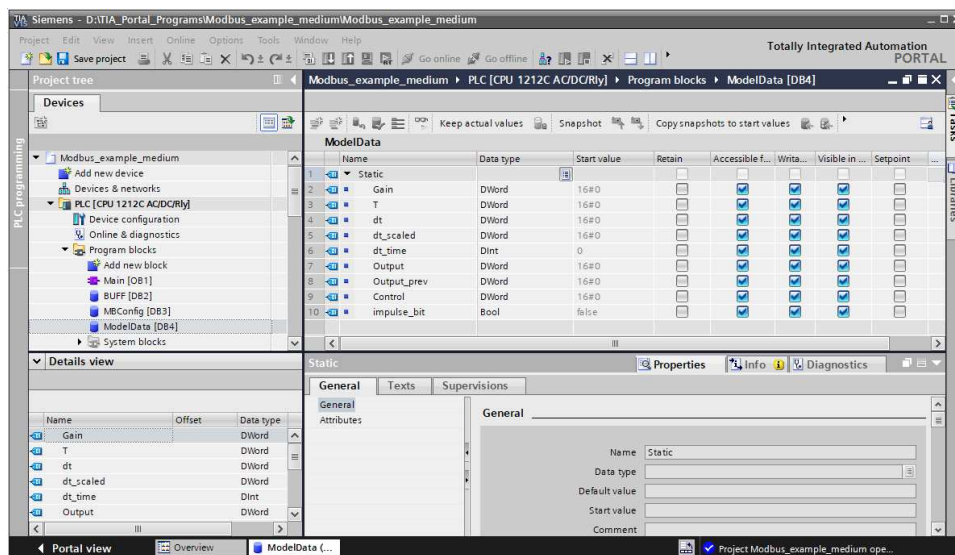 Siemens - D:\TIA_Portal_Programs\Modbus_example_medium\Modbus_example_medium
Project Edit View Insert Online Options Tools Window Help
Totally Integrated Automation
PORTAL
Save project Go online Go offline
Project tree
Modbus_example_medium PLC [CPU 1212C AC/DC/Rly] Program blocks ModelData [DB4]
Devices
Keep actual values Snapshot Copy snapshots to start values
Tasks
Libraries
PLC programming
Modbus_example_medium
Add new device
Devices & networks
PLC [CPU 1212C AC/DC/Rly]
Device configuration
Online & diagnostics
Program blocks
Add new block
Main [OB1]
BUFF [DB2]
MBConfig [DB3]
ModelData [DB4]
System blocks
ModelData
Name Data type Start value Retain Accessible f... Writa... Visible in ... Setpoint ...
1 Static
2 Gain DWord 16#0
3 T DWord 16#0
4 dt DWord 16#0
5 dt_scaled DWord 16#0
6 dt_time DInt 0
7 Output DWord 16#0
8 Output_prev DWord 16#0
9 Control DWord 16#0
10 impulse_bit Bool false
Details view
Name Offset Data type
Gain DWord
T DWord
dt DWord
dt_scaled DWord
dt_time DInt
Output DWord
Static
Properties Info Diagnostics
General Texts Supervisions
General
Attributes
General
Name Static
Data type
Default value
Start value
Comment
Portal view Overview ModelData (... Project Modbus_example_medium ope...